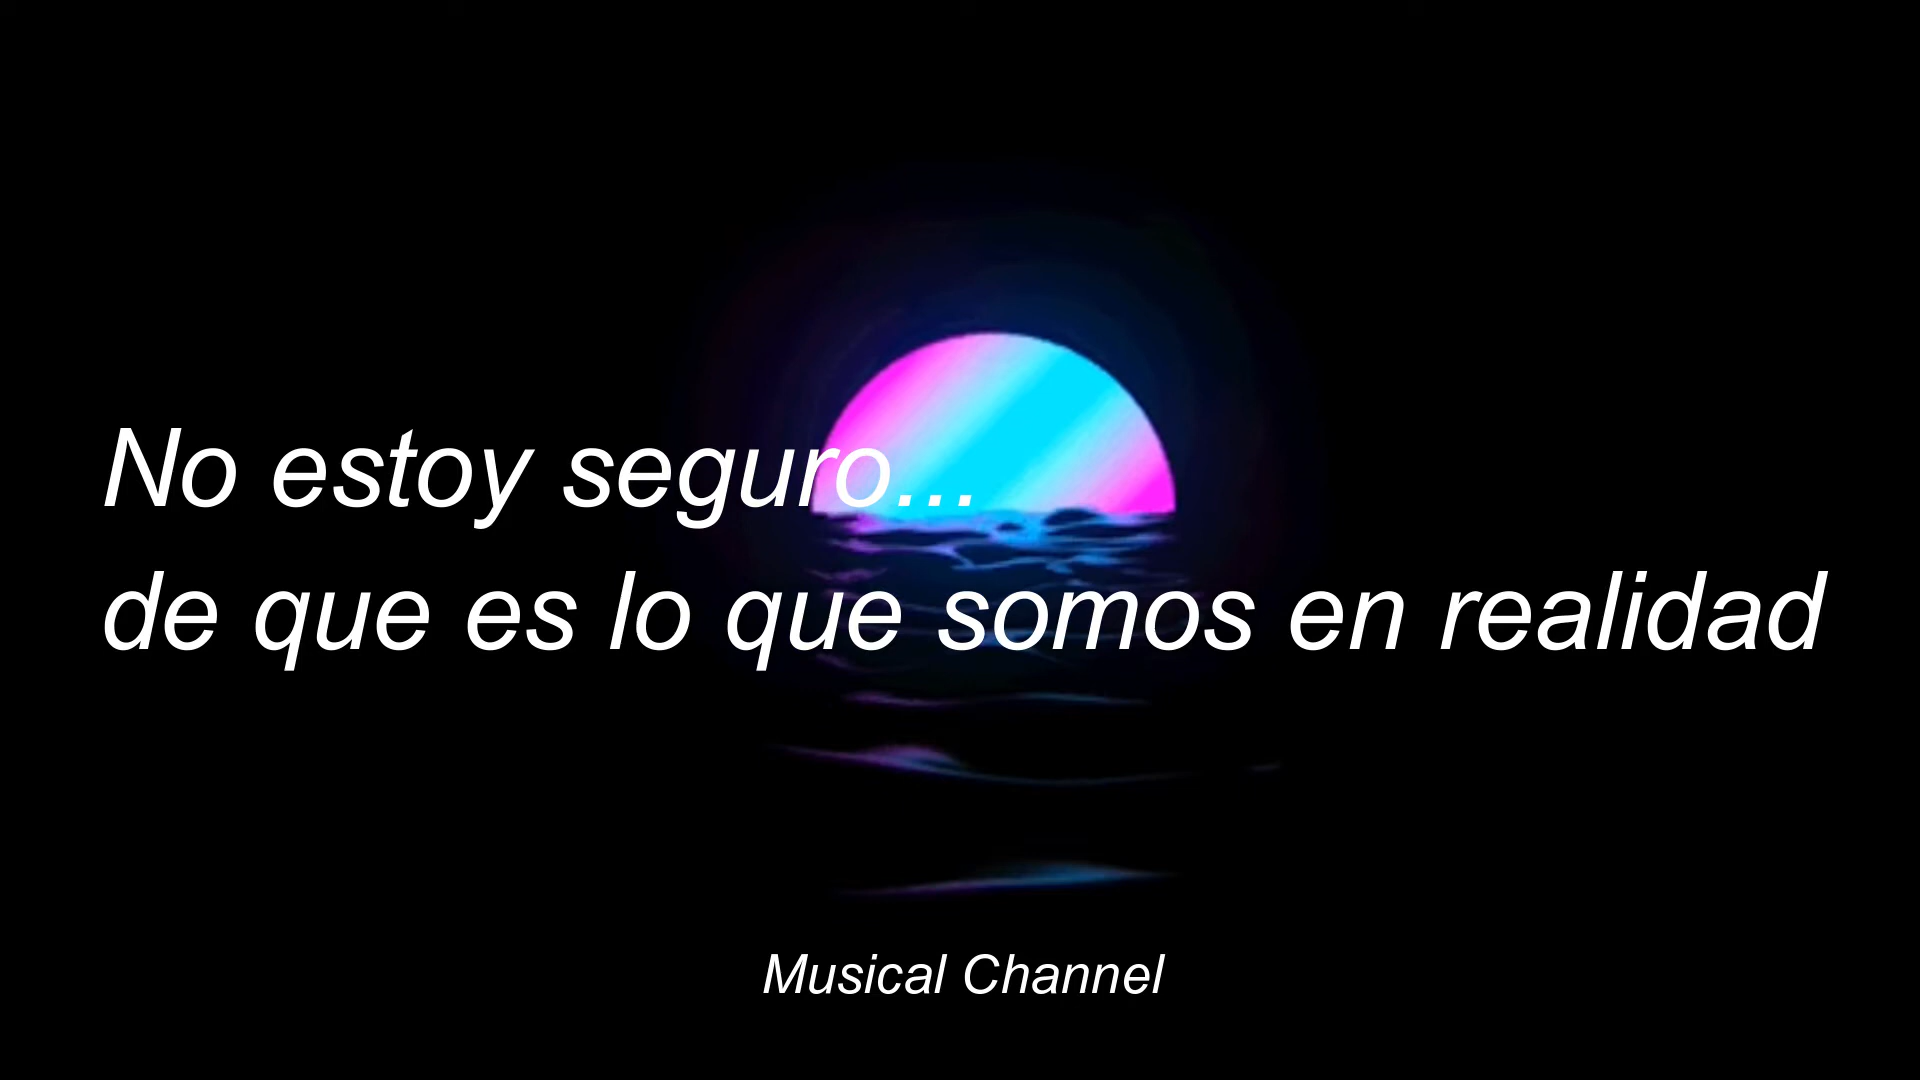 No estoy seguro...
de que es lo que somos en realidad
Musical Channel